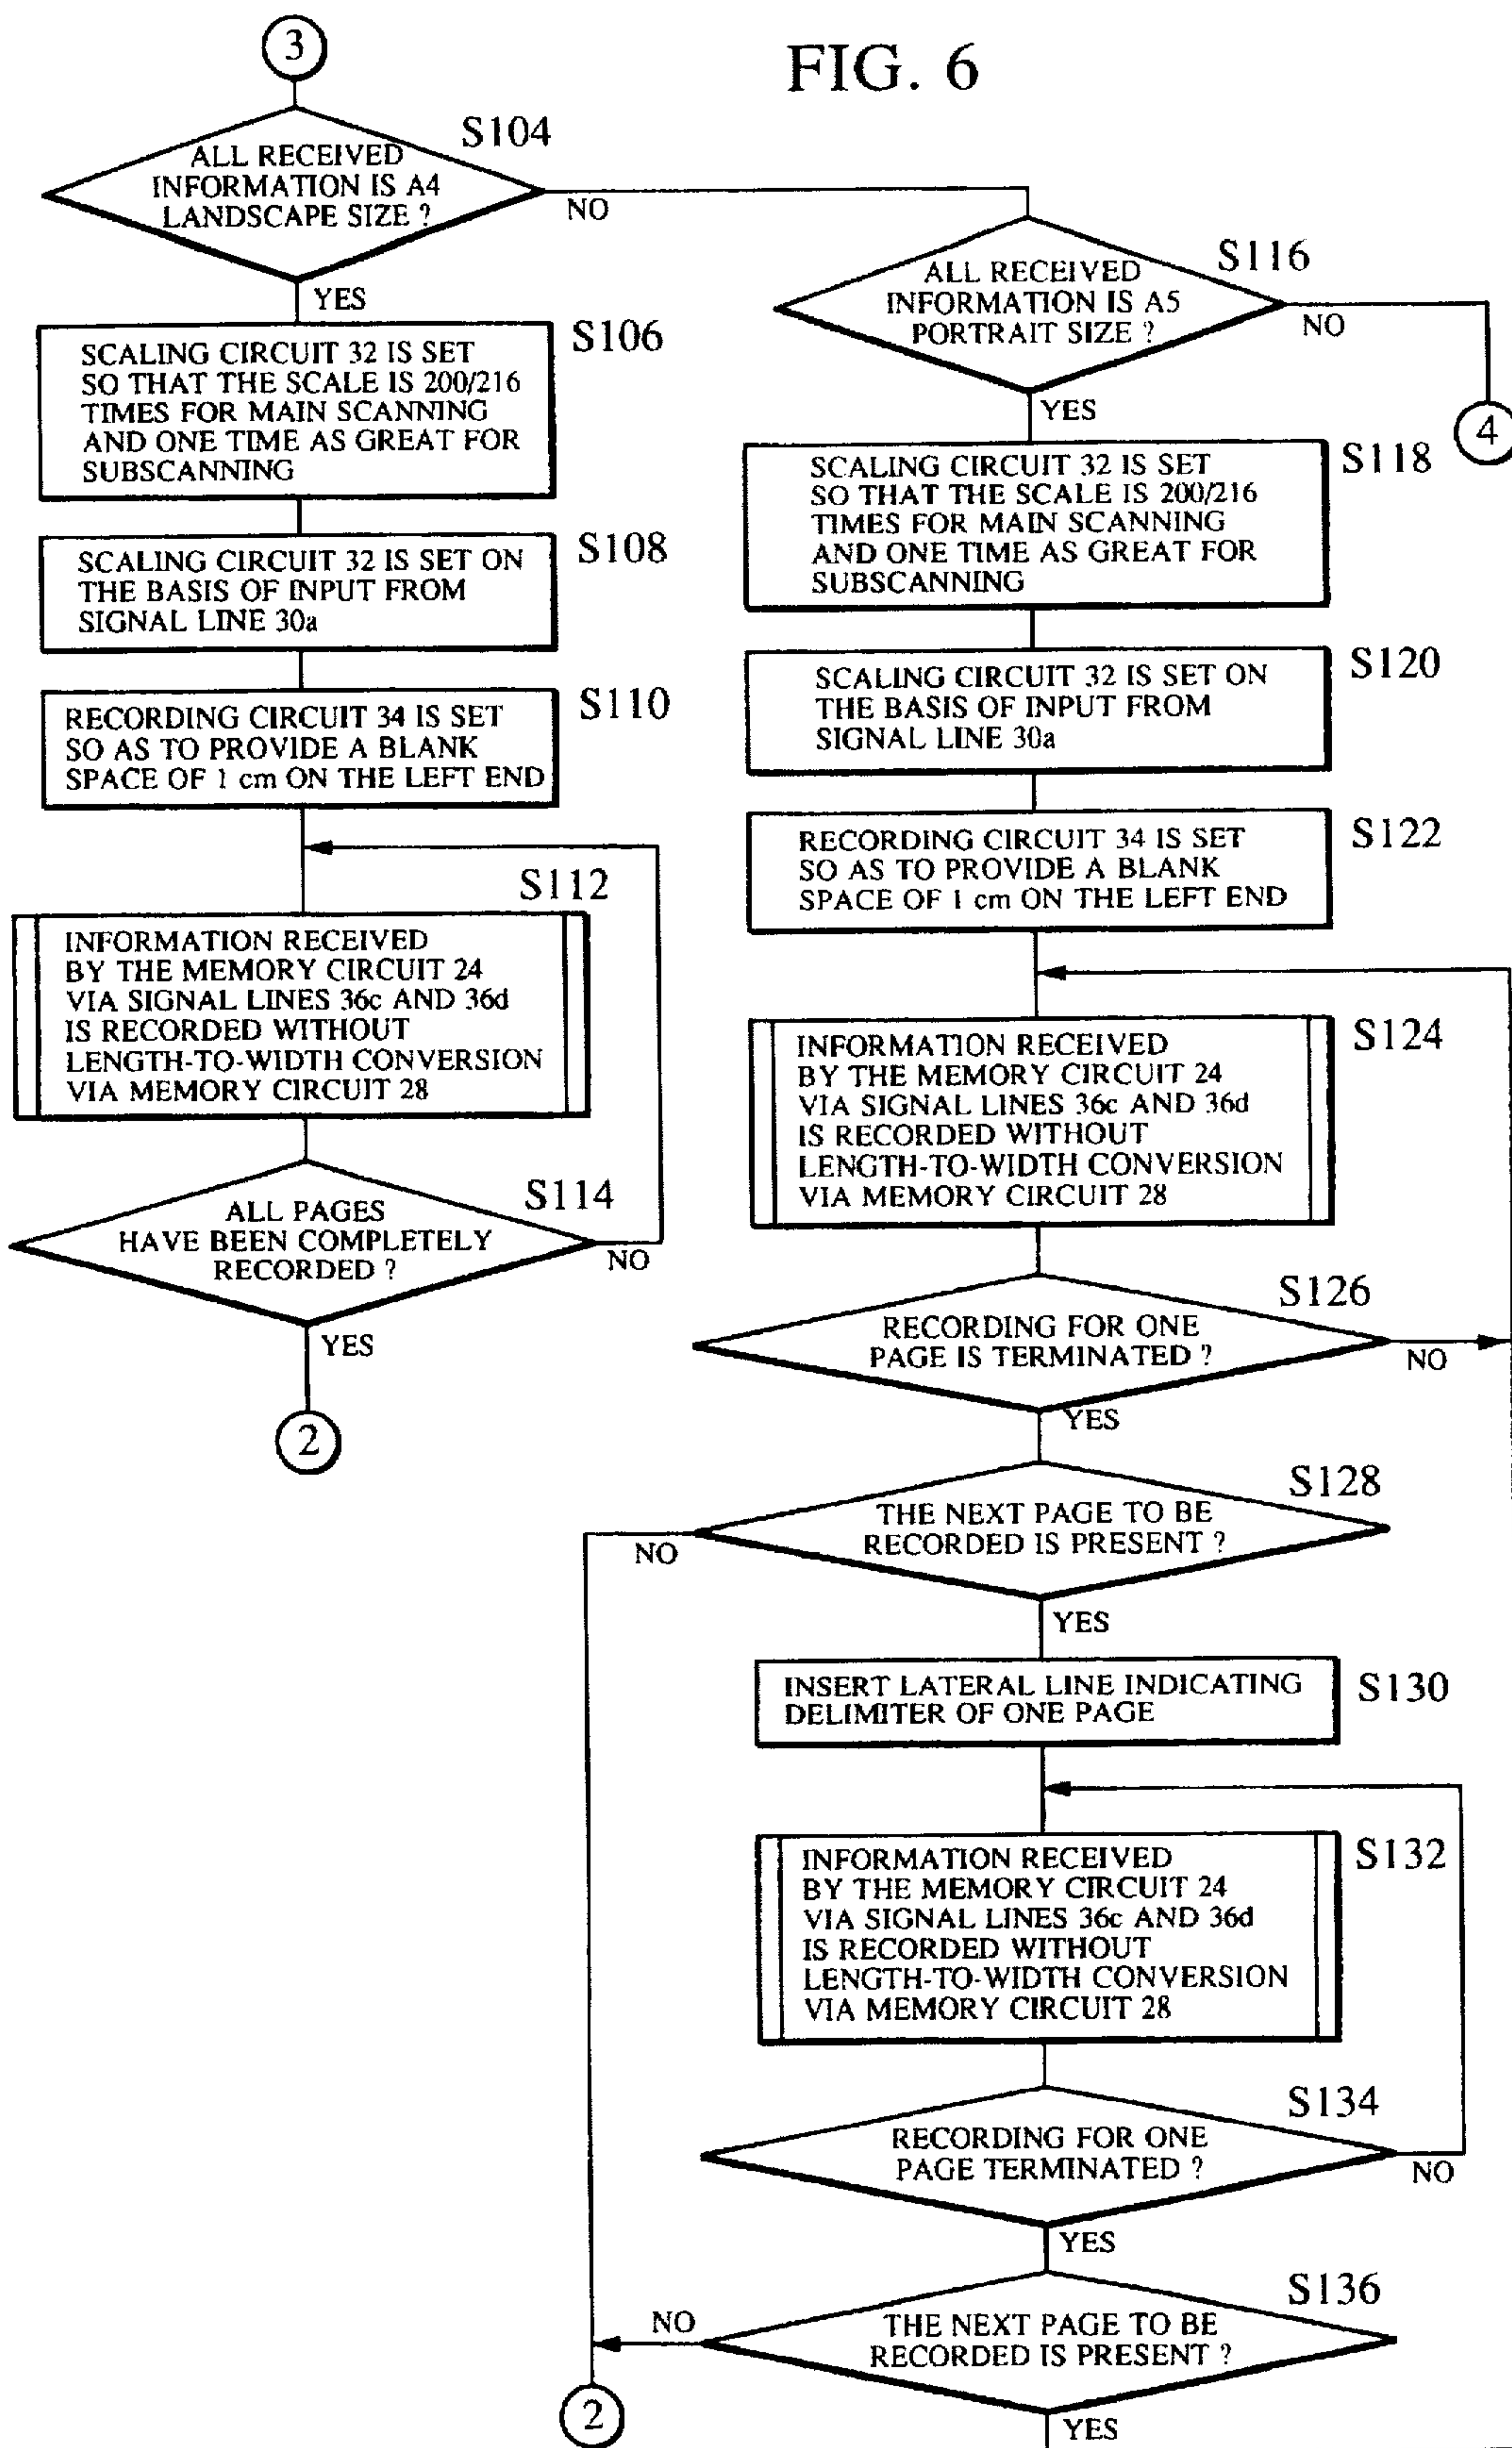 FIG. 6
3
S104
ALL RECEIVED
INFORMATION IS A4
LANDSCAPE SIZE ?
NO
YES
S106
SCALING CIRCUIT 32 IS SET
SO THAT THE SCALE IS 200/216
TIMES FOR MAIN SCANNING
AND ONE TIME AS GREAT FOR
SUBSCANNING
S108
SCALING CIRCUIT 32 IS SET ON
THE BASIS OF INPUT FROM
SIGNAL LINE 30a
S110
RECORDING CIRCUIT 34 IS SET
SO AS TO PROVIDE A BLANK
SPACE OF 1 cm ON THE LEFT END
S112
INFORMATION RECEIVED
BY THE MEMORY CIRCUIT 24
VIA SIGNAL LINES 36c AND 36d
IS RECORDED WITHOUT
LENGTH-TO-WIDTH CONVERSION
VIA MEMORY CIRCUIT 28
S114
ALL PAGES
HAVE BEEN COMPLETELY
RECORDED ?
NO
YES
2
S116
ALL RECEIVED
INFORMATION IS A5
PORTRAIT SIZE ?
NO
4
YES
S118
SCALING CIRCUIT 32 IS SET
SO THAT THE SCALE IS 200/216
TIMES FOR MAIN SCANNING
AND ONE TIME AS GREAT FOR
SUBSCANNING
S120
SCALING CIRCUIT 32 IS SET ON
THE BASIS OF INPUT FROM
SIGNAL LINE 30a
S122
RECORDING CIRCUIT 34 IS SET
SO AS TO PROVIDE A BLANK
SPACE OF 1 cm ON THE LEFT END
S124
INFORMATION RECEIVED
BY THE MEMORY CIRCUIT 24
VIA SIGNAL LINES 36c AND 36d
IS RECORDED WITHOUT
LENGTH-TO-WIDTH CONVERSION
VIA MEMORY CIRCUIT 28
S126
RECORDING FOR ONE
PAGE IS TERMINATED ?
NO
YES
S128
THE NEXT PAGE TO BE
RECORDED IS PRESENT ?
NO
YES
S130
INSERT LATERAL LINE INDICATING
DELIMITER OF ONE PAGE
S132
INFORMATION RECEIVED
BY THE MEMORY CIRCUIT 24
VIA SIGNAL LINES 36c AND 36d
IS RECORDED WITHOUT
LENGTH-TO-WIDTH CONVERSION
VIA MEMORY CIRCUIT 28
S134
RECORDING FOR ONE
PAGE TERMINATED ?
NO
YES
S136
THE NEXT PAGE TO BE
RECORDED IS PRESENT ?
NO
2
YES